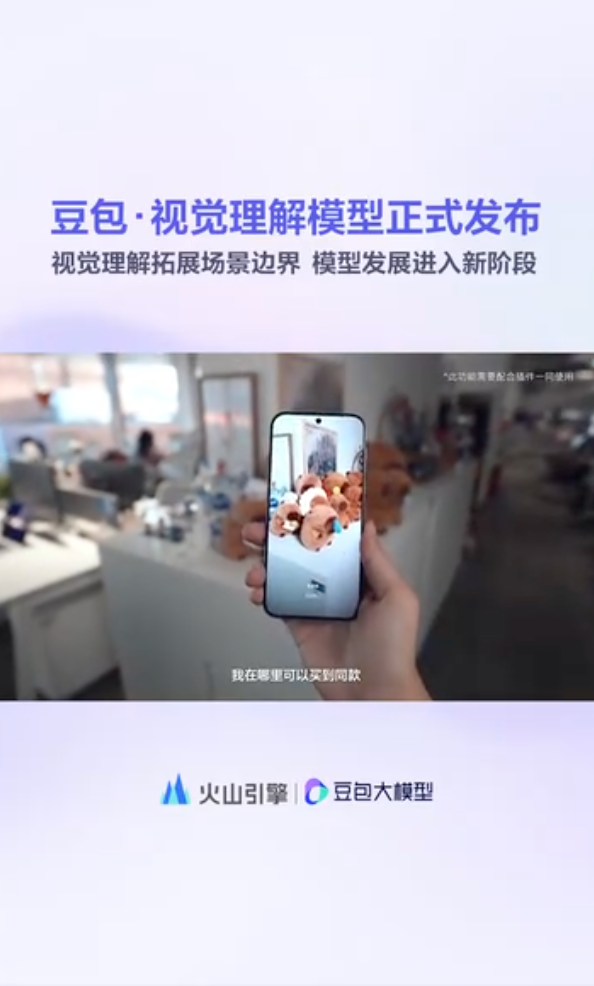 豆包·视觉理解模型正式发布
视觉理解拓展场景边界 模型发展进入新阶段
*此功能需要配合插件一同使用
我在哪里可以买到同款
火山引擎 | 豆包大模型